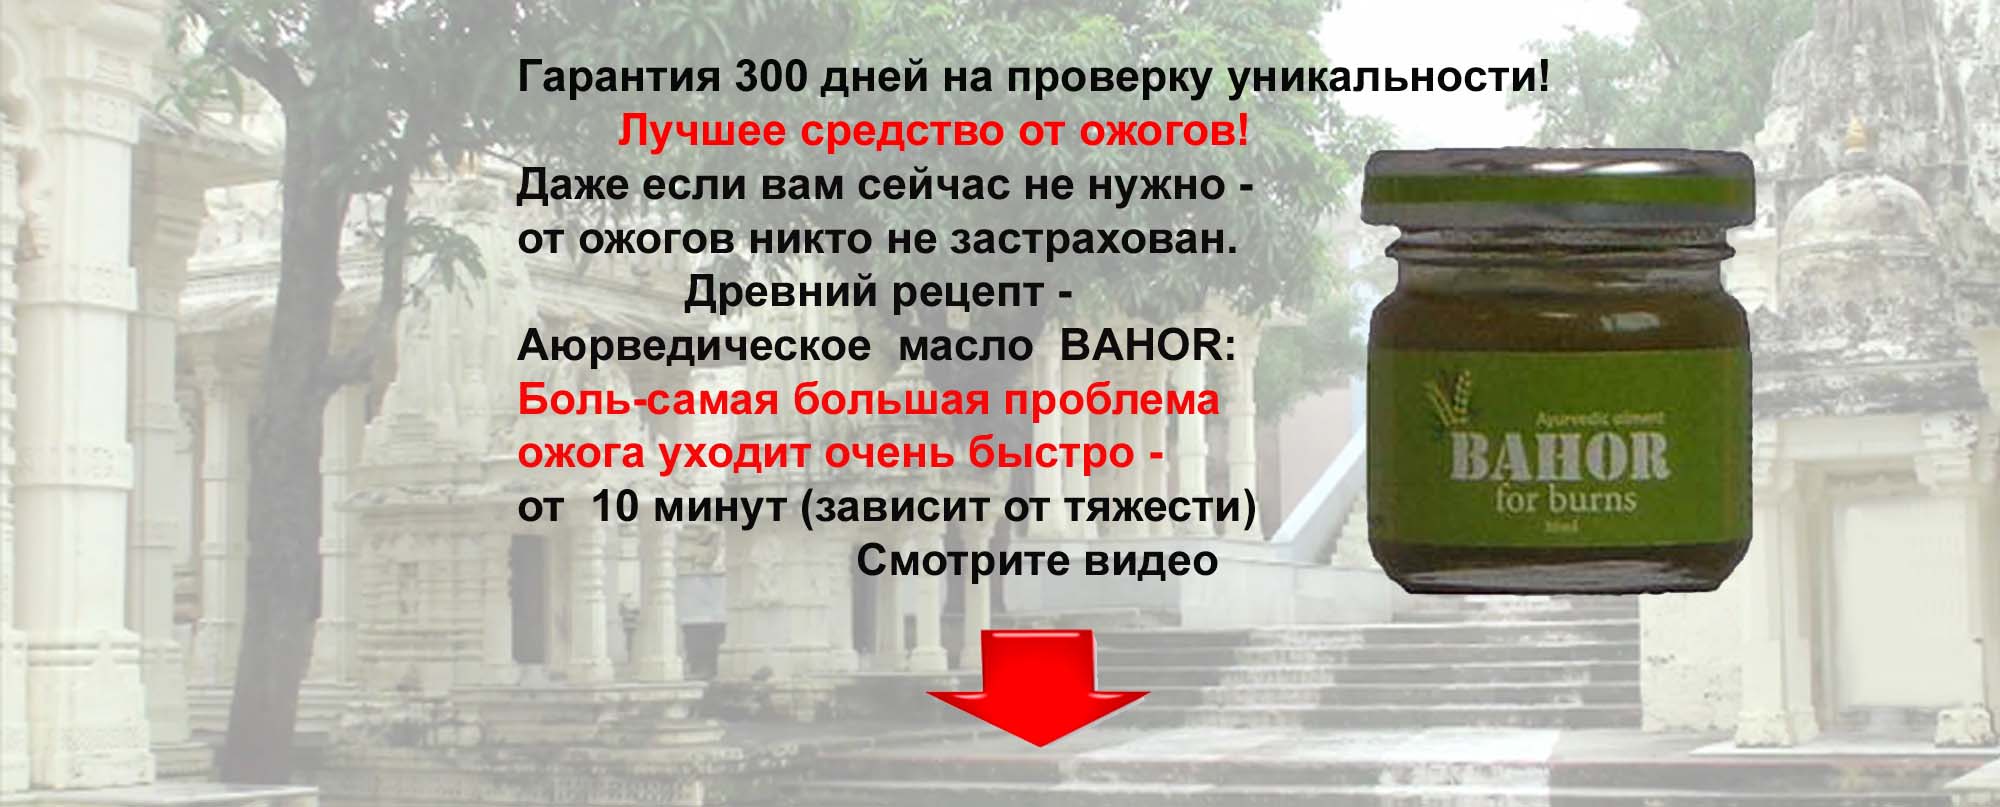 Гарантия 300 дней на проверку уникальности!
Лучшее средство от ожогов!
Даже если вам сейчас не нужно -
от ожогов никто не застрахован.
Древний рецепт -
Аюрведическое масло BAHOR:
Боль-самая большая проблема
ожога уходит очень быстро -
от 10 минут (зависит от тяжести)
Смотрите видео
Ayurvedic
BAHOR
for burns